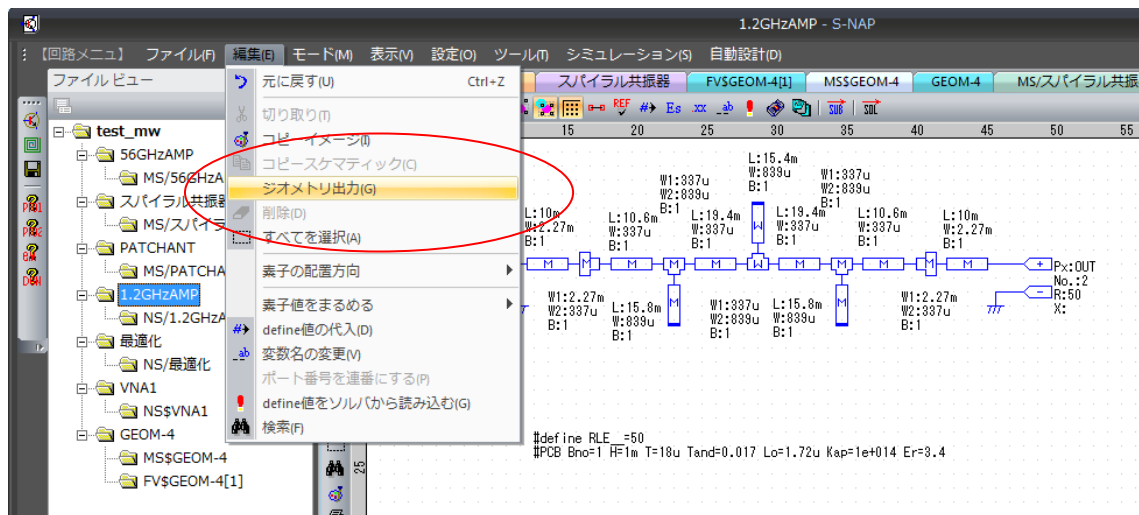 1.2GHzAMP - S-NAP
【回路メニュー】 ファイル(F) 編集(E) モード(M) 表示(V) 設定(O) ツール(T) シミュレーション(S) 自動設計(D)
ファイル ビュー
スパイラル共振器 FV$GEOM-4[1] MS$GEOM-4 GEOM-4 MS/スパイラル共振
元に戻す(U) Ctrl+Z
切り取り(T)
コピーイメージ(I)
コピースケマティック(C)
ジオメトリ出力(G)
削除(D)
すべてを選択(A)
素子の配置方向
素子値をまるめる
define値の代入(D)
変数名の変更(V)
ポート番号を連番にする(P)
define値をソルバから読み込む(G)
検索(F)
test_mw
56GHzAMP
MS/56GHzA
スパイラル共振器
MS/スパイラ
PATCHANT
MS/PATCHA
1.2GHzAMP
NS/1.2GHzA
最適化
NS/最適化
VNA1
NS$VNA1
GEOM-4
MS$GEOM-4
FV$GEOM-4[1]
REF Es .xx ab SUB SOL
15 20 25 30 35 40 45 50 55
25
L:15.4m
W:839u
B:1
W1:337u
W2:839u
B:1
W1:337u
W2:839u
B:1
L:10m
W:2.27m
B:1
L:10.6m
W:337u
B:1
L:19.4m
W:337u
B:1
L:19.4m
W:337u
B:1
L:10.6m
W:337u
B:1
L:10m
W:2.27m
B:1
M M M M M W M M M M M
M M
Px:OUT
No.:2
R:50
X:
W1:2.27m
W2:337u
B:1
L:15.8m
W:839u
B:1
W1:337u
W2:839u
B:1
L:15.8m
W:839u
B:1
W1:2.27m
W2:337u
B:1
#define RLE__=50
#PCB Bno=1 H=1m T=18u Tand=0.017 Lo=1.72u Kap=1e+014 Er=3.4